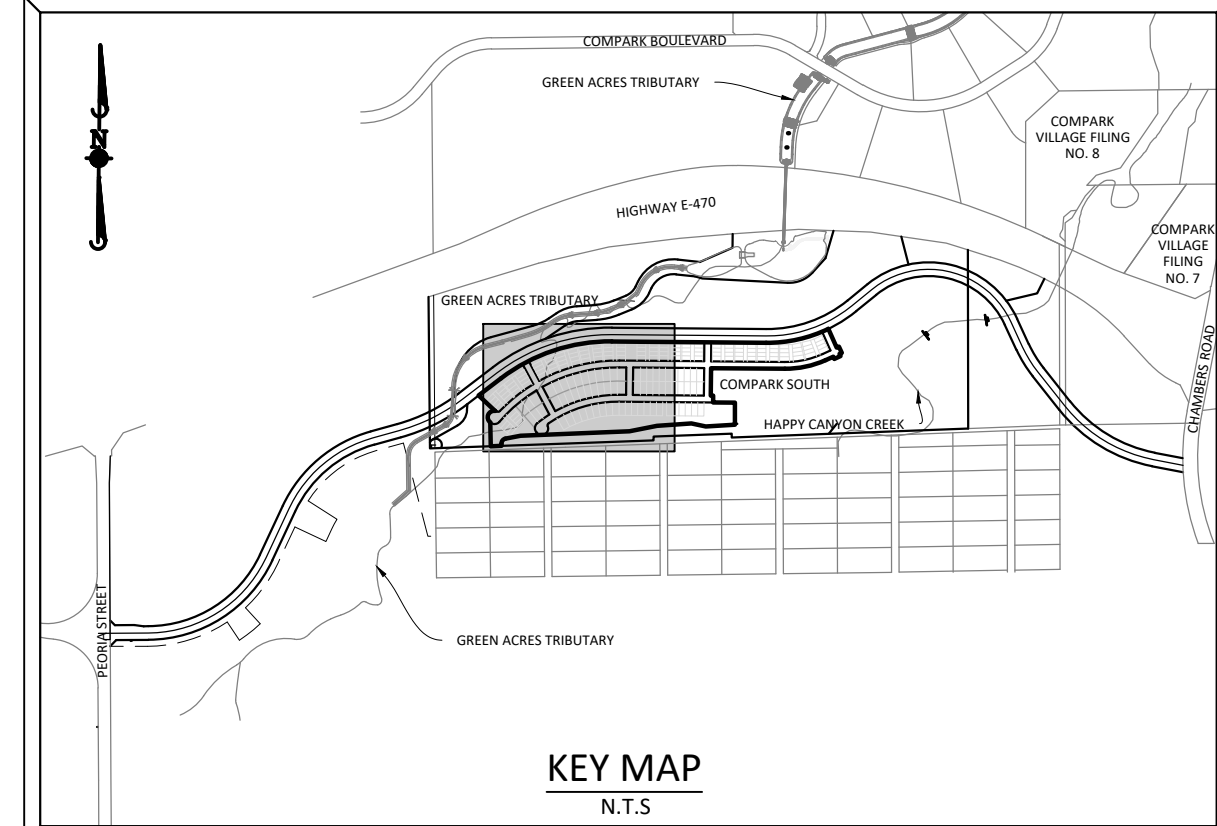 COMPARK BOULEVARD
GREEN ACRES TRIBUTARY
COMPARK
VILLAGE FILING
NO. 8
N
HIGHWAY E-470
COMPARK
VILLAGE
FILING
NO. 7
GREEN ACRES TRIBUTARY
CHAMBERS ROAD
COMPARK SOUTH
HAPPY CANYON CREEK
PEORIA STREET
GREEN ACRES TRIBUTARY
KEY MAP
N.T.S